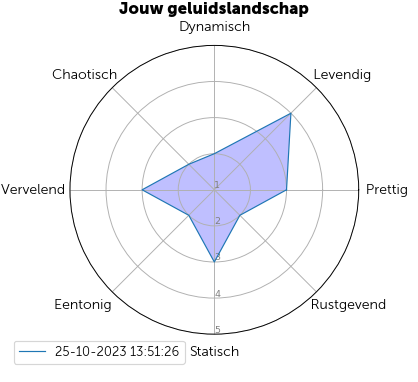 Jouw geluidslandschap
Dynamisch
Chaotisch
Levendig
Vervelend
1
Prettig
2
3
4
Eentonig
Rustgevend
5
25-10-2023 13:51:26
Statisch